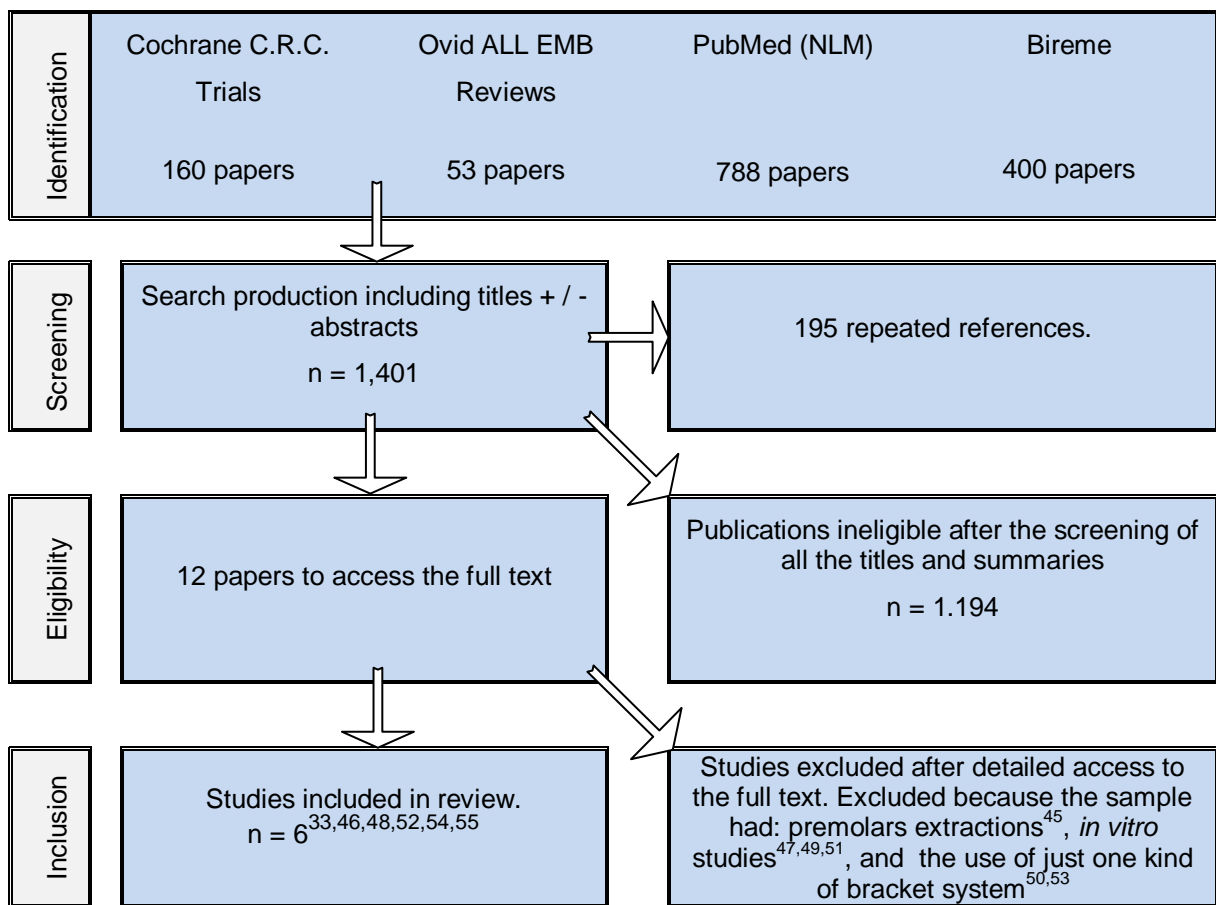 Identification
Cochrane C.R.C.
Trials
160 papers
Ovid ALL EMB
Reviews
53 papers
PubMed (NLM)
788 papers
Bireme
400 papers
Screening
Search production including titles + / -
abstracts
n = 1,401
195 repeated references.
Eligibility
12 papers to access the full text
Publications ineligible after the screening of
all the titles and summaries
n = 1.194
Inclusion
Studies included in review.
n = 6³³,⁴⁶,⁴⁸,⁵²,⁵⁴,⁵⁵
Studies excluded after detailed access to
the full text. Excluded because the sample
had: premolars extractions⁴⁵, in vitro
studies⁴⁷,⁴⁹,⁵¹, and the use of just one kind
of bracket system⁵⁰,⁵³